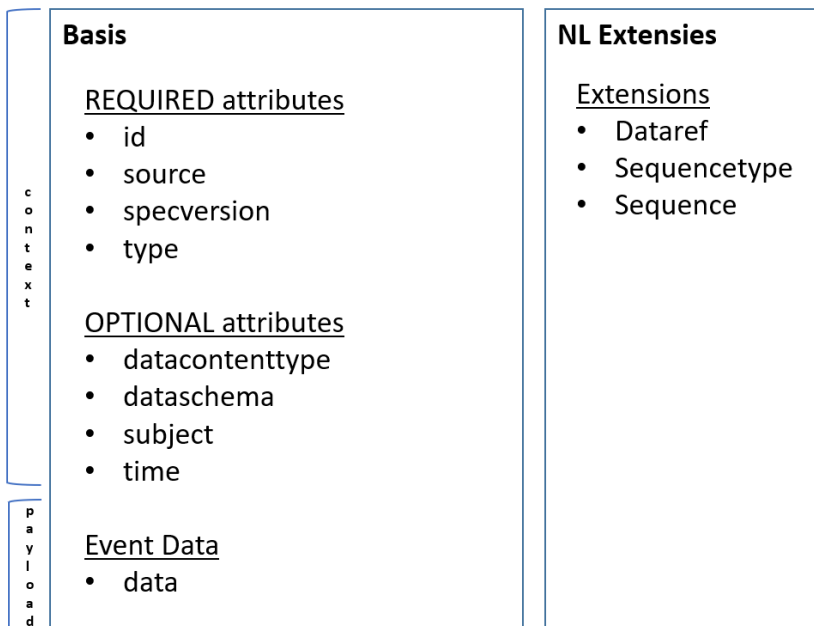 context
Basis
REQUIRED attributes
• id
• source
• specversion
• type
OPTIONAL attributes
• datacontenttype
• dataschema
• subject
• time
payload
Event Data
• data
NL Extensies
Extensions
• Dataref
• Sequencetype
• Sequence